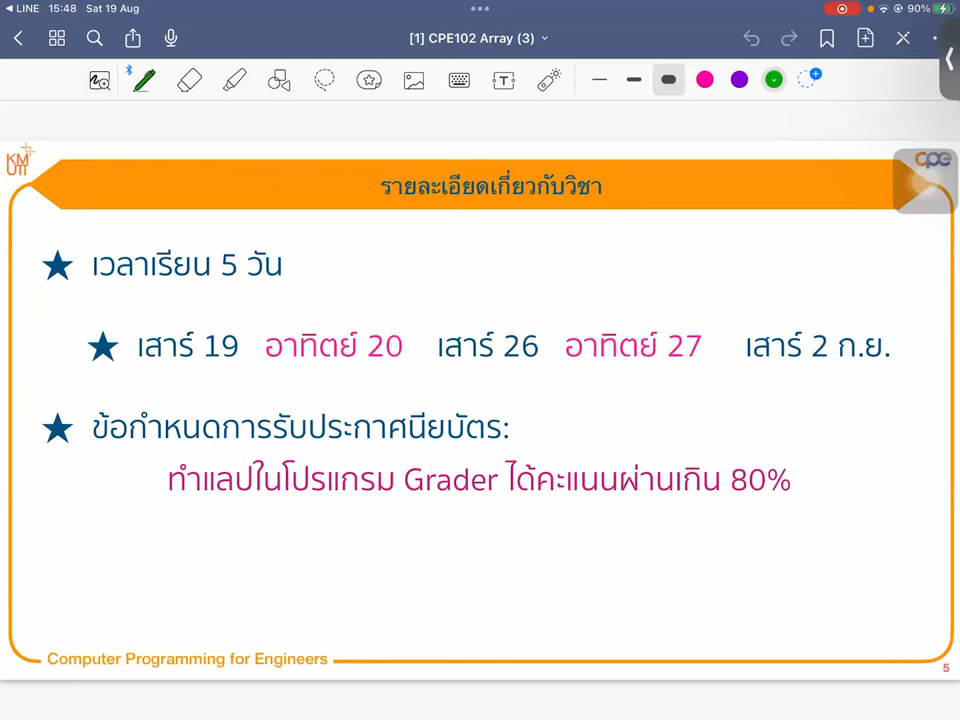 LINE 15:48 Sat 19 Aug 90%
[1] CPE102 Array (3)
KM
UTT
cpe
รายละเอียดเกี่ยวกับวิชา
เวลาเรียน 5 วัน
เสาร์ 19 อาทิตย์ 20 เสาร์ 26 อาทิตย์ 27 เสาร์ 2 ก.ย.
ข้อกำหนดการรับประกาศนียบัตร:
ทำแลปในโปรแกรม Grader ได้คะแนนผ่านเกิน 80%
Computer Programming for Engineers
5